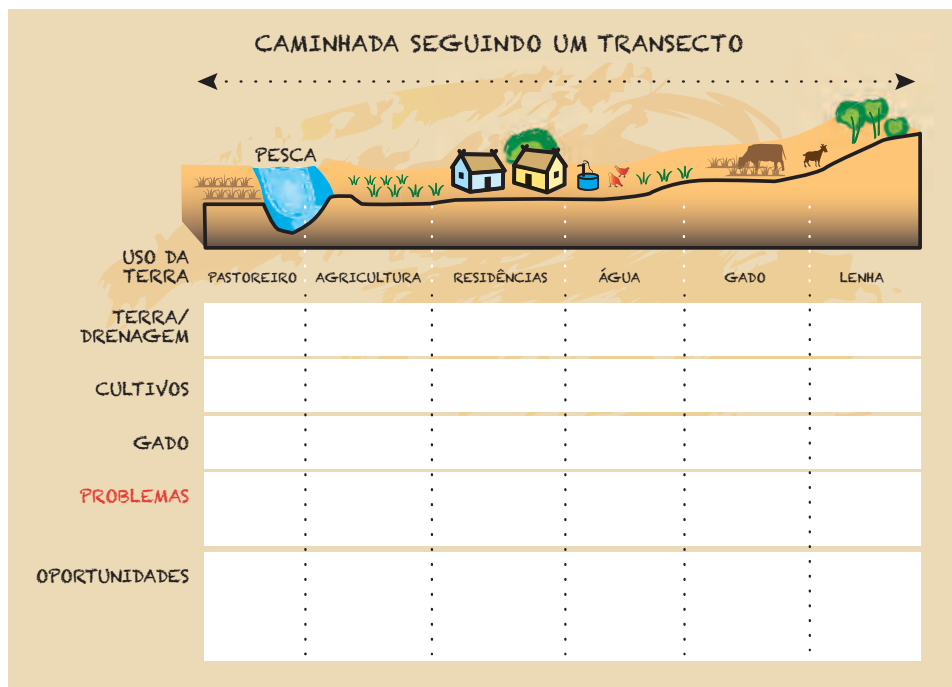 CAMINHADA SEGUINDO UM TRANSECTO
PESCA
USO DA
TERRA
PASTOREIRO AGRICULTURA RESIDÊNCIAS ÁGUA GADO LENHA
TERRA/
DRENAGEM
CULTIVOS
GADO
PROBLEMAS
OPORTUNIDADES